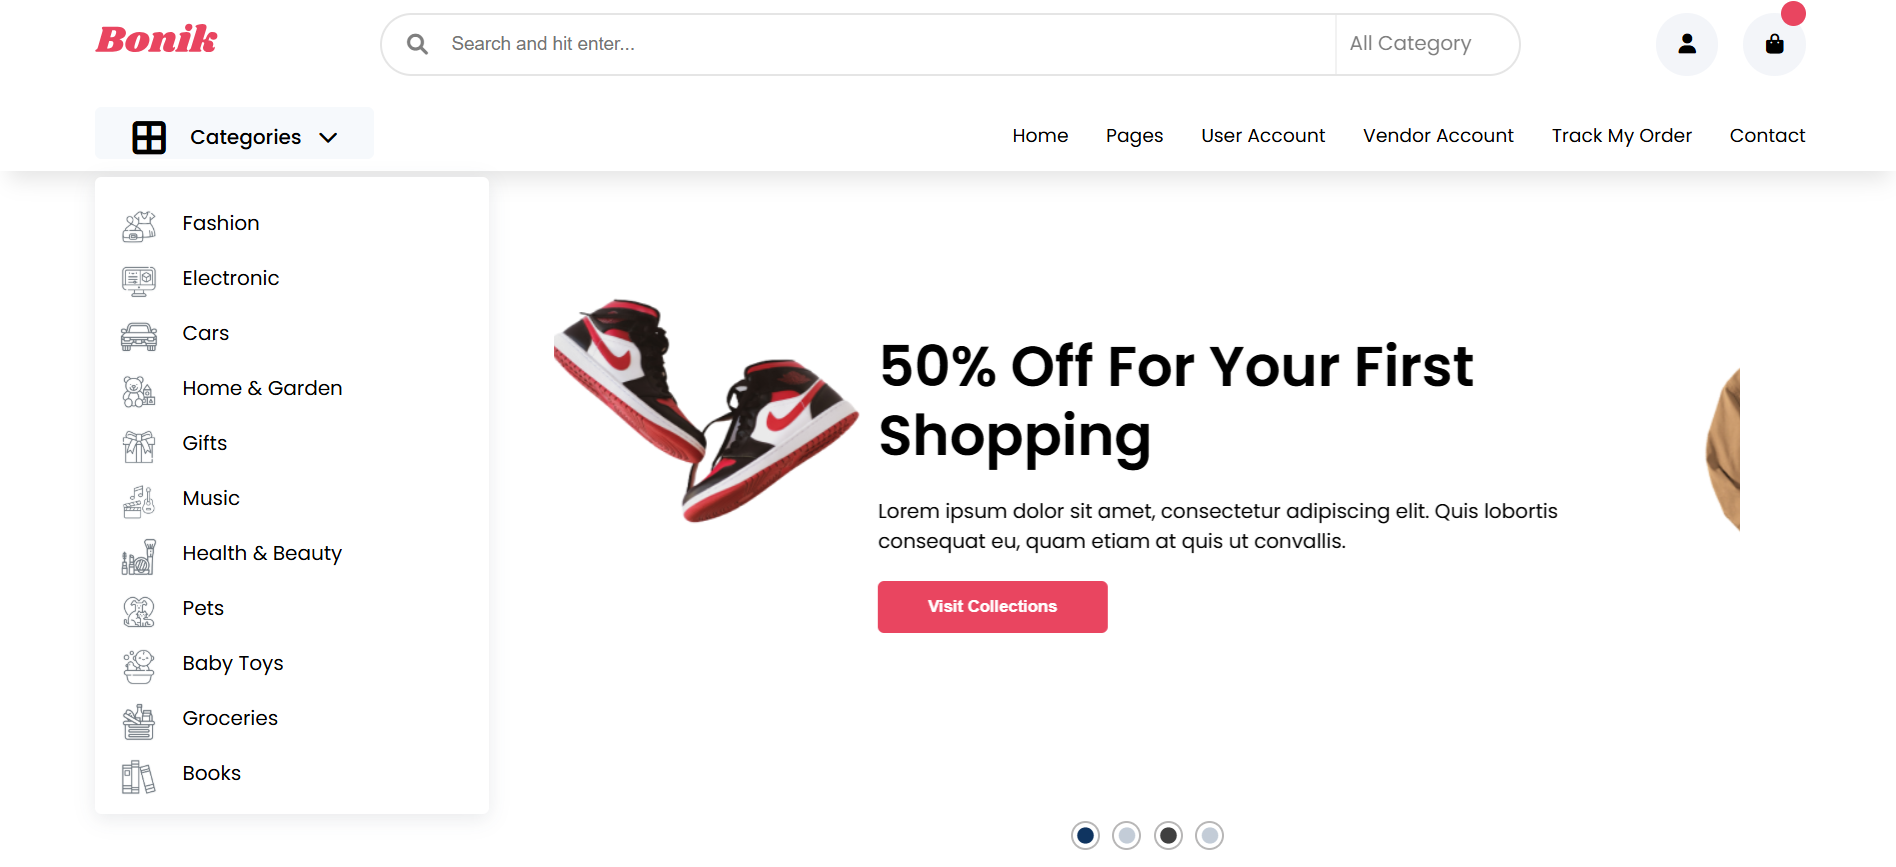 Bonik
Search and hit enter...
All Category
Categories
Home
Pages
User Account
Vendor Account
Track My Order
Contact
Fashion
Electronic
Cars
Home & Garden
Gifts
Music
Health & Beauty
Pets
Baby Toys
Groceries
Books
50% Off For Your First
Shopping
Lorem ipsum dolor sit amet, consectetur adipiscing elit. Quis lobortis
consequat eu, quam etiam at quis ut convallis.
Visit Collections